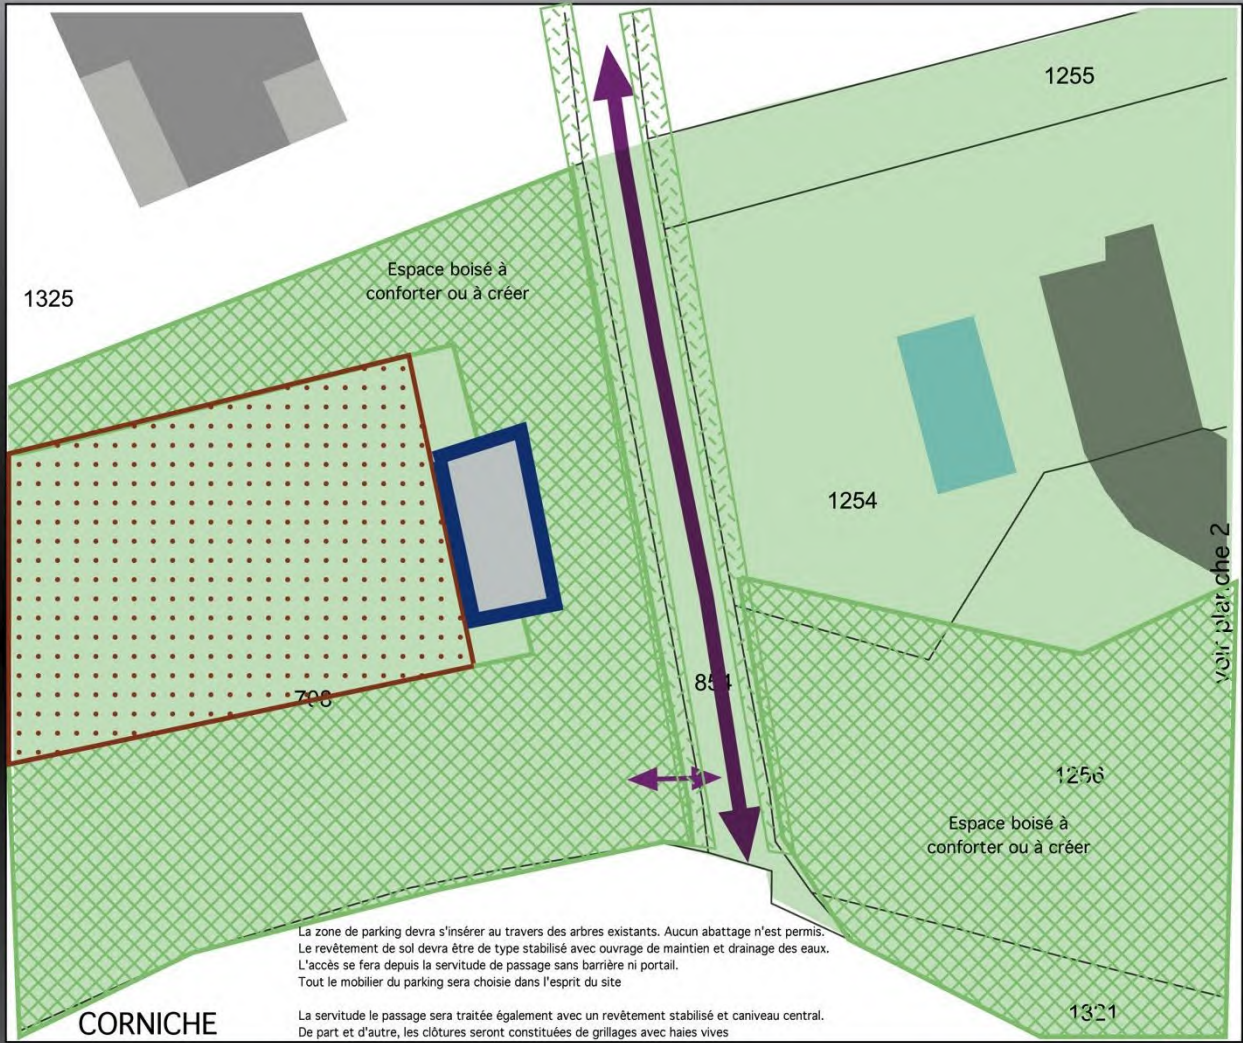 1255
Espace boisé à
conforter ou à créer
1325
1254
voir planche 2
708
854
1256
Espace boisé à
conforter ou à créer
La zone de parking devra s'insérer au travers des arbres existants. Aucun abattage n'est permis.
Le revêtement de sol devra être de type stabilisé avec ouvrage de maintien et drainage des eaux.
L'accès se fera depuis la servitude de passage sans barrière ni portail.
Tout le mobilier du parking sera choisie dans l'esprit du site
La servitude le passage sera traitée également avec un revêtement stabilisé et caniveau central.
De part et d'autre, les clôtures seront constituées de grillages avec haies vives
CORNICHE
1321